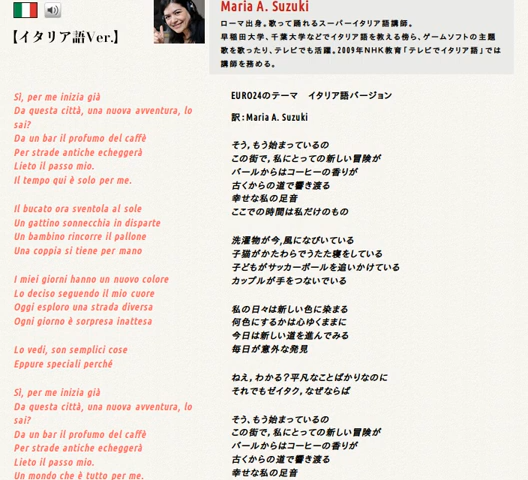 【イタリア語Ver.】
Maria A. Suzuki
ローマ出身。歌って踊れるスーパーイタリア語講師。
早稲田大学、千葉大学などでイタリア語を教える傍ら、ゲームソフトの主題
歌を歌ったり、テレビでも活躍。2009年NHK教育「テレビでイタリア語」では
講師を務める。
Sì, per me inizia già
Da questa città, una nuova avventura, lo
sai?
Da un bar il profumo del caffè
Per strade antiche echeggerà
Lieto il passo mio.
Il tempo qui è solo per me.
Il bucato ora sventola al sole
Un gattino sonnecchia in disparte
Un bambino rincorre il pallone
Una coppia si tiene per mano
I miei giorni hanno un nuovo colore
Lo deciso seguendo il mio cuore
Oggi esploro una strada diversa
Ogni giorno è sorpresa inattesa
Lo vedi, son semplici cose
Eppure speciali perché
Sì, per me inizia già
Da questa città, una nuova avventura, lo
sai?
Da un bar il profumo del caffè
Per strade antiche echeggerà
Lieto il passo mio.
Un mondo che è tutto per me.
EURO24のテーマ　イタリア語バージョン
訳：Maria A. Suzuki
そう，もう始まっているの
この街で，私にとっての新しい冒険が
バールからはコーヒーの香りが
古くからの道で響き渡る
幸せな私の足音
ここでの時間は私だけのもの
洗濯物が今,風になびいている
子猫がかたわらでうたた寝をしている
子どもがサッカーボールを追いかけている
カップルが手をつないでいる
私の日々は新しい色に染まる
何色にするかは心ゆくままに
今日は新しい道を進んでみる
毎日が意外な発見
ねえ，わかる？平凡なことばかりなのに
それでもゼイタク，なぜならば
そう、もう始まっているの
この街で，私にとっての新しい冒険が
バールからはコーヒーの香りが
古くからの道で響き渡る
幸せな私の足音